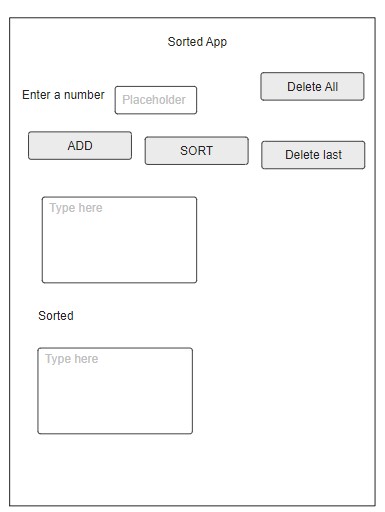 Sorted App
Delete All
Enter a number
Placeholder
ADD
SORT
Delete last
Type here
Sorted
Type here